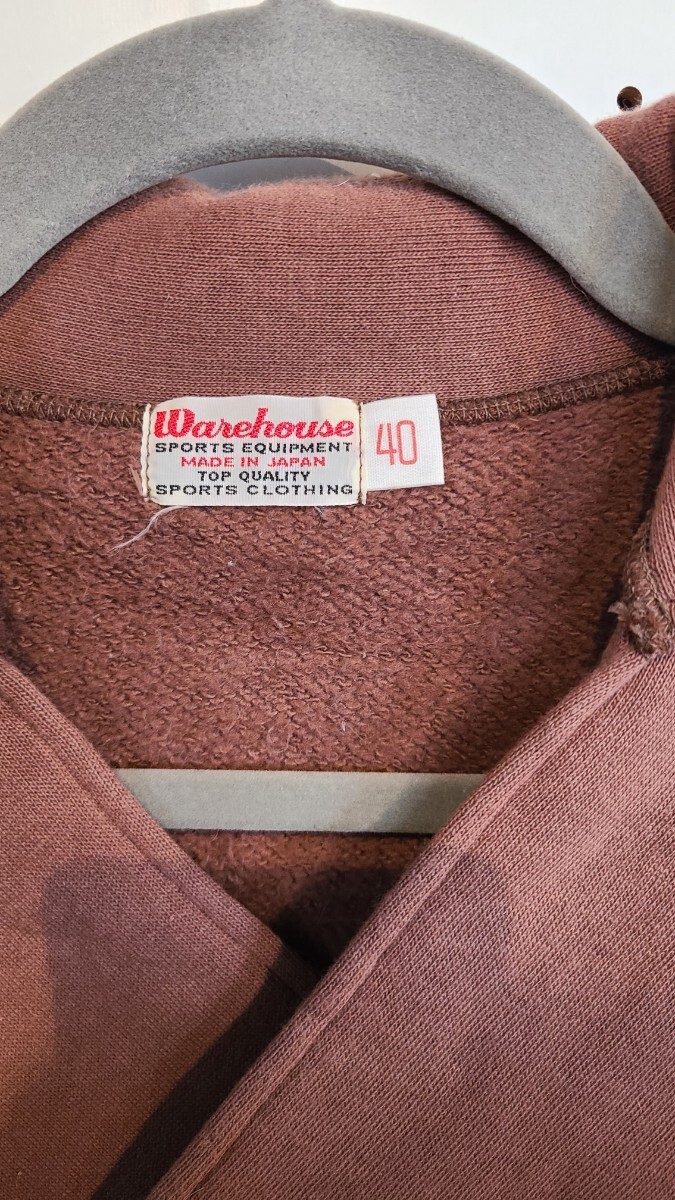 Warehouse
SPORTS EQUIPMENT
MADE IN JAPAN
TOP QUALITY
SPORTS CLOTHING
40